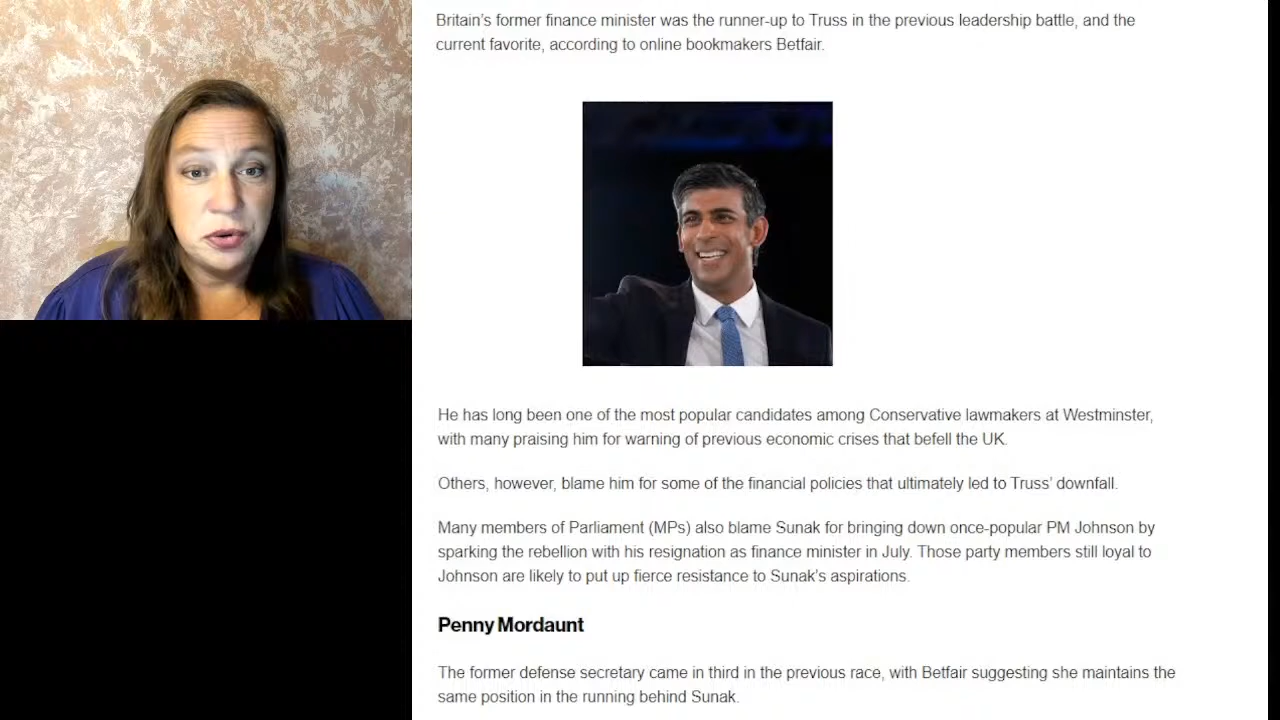 Britain's former finance minister was the runner-up to Truss in the previous leadership battle, and the
current favorite, according to online bookmakers Betfair.
He has long been one of the most popular candidates among Conservative lawmakers at Westminster,
with many praising him for warning of previous economic crises that befell the UK.
Others, however, blame him for some of the financial policies that ultimately led to Truss' downfall.
Many members of Parliament (MPs) also blame Sunak for bringing down once-popular PM Johnson by
sparking the rebellion with his resignation as finance minister in July. Those party members still loyal to
Johnson are likely to put up fierce resistance to Sunak's aspirations.
Penny Mordaunt
The former defense secretary came in third in the previous race, with Betfair suggesting she maintains the
same position in the running behind Sunak.